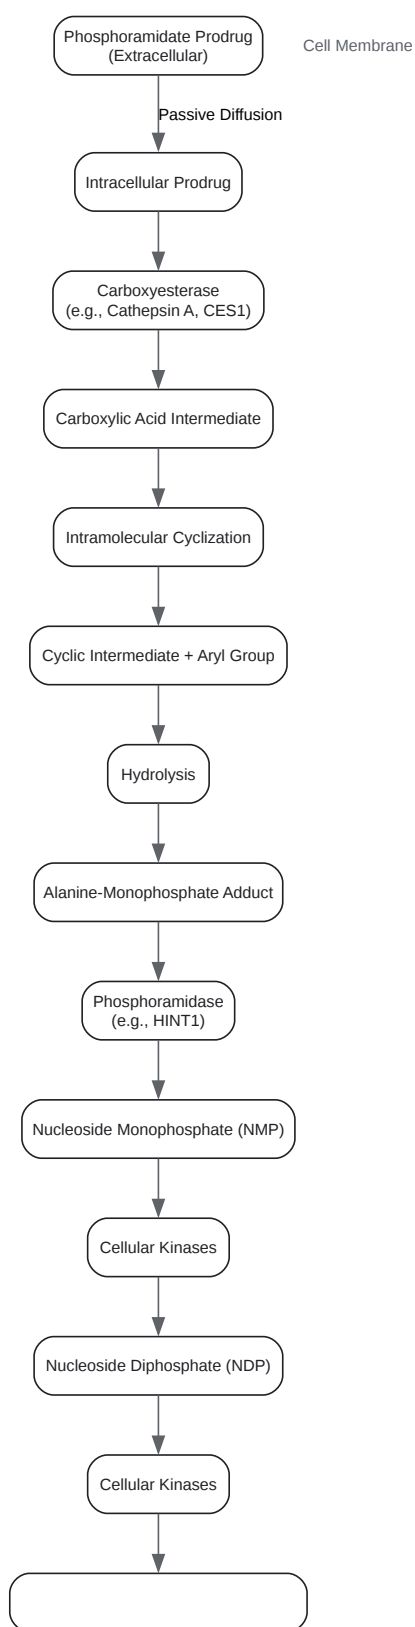 Phosphoramidate Prodrug
(Extracellular)
Cell Membrane
Passive Diffusion
Intracellular Prodrug
Carboxyesterase
(e.g., Cathepsin A, CES1)
Carboxylic Acid Intermediate
Intramolecular Cyclization
Cyclic Intermediate + Aryl Group
Hydrolysis
Alanine-Monophosphate Adduct
Phosphoramidase
(e.g., HINT1)
Nucleoside Monophosphate (NMP)
Cellular Kinases
Nucleoside Diphosphate (NDP)
Cellular Kinases